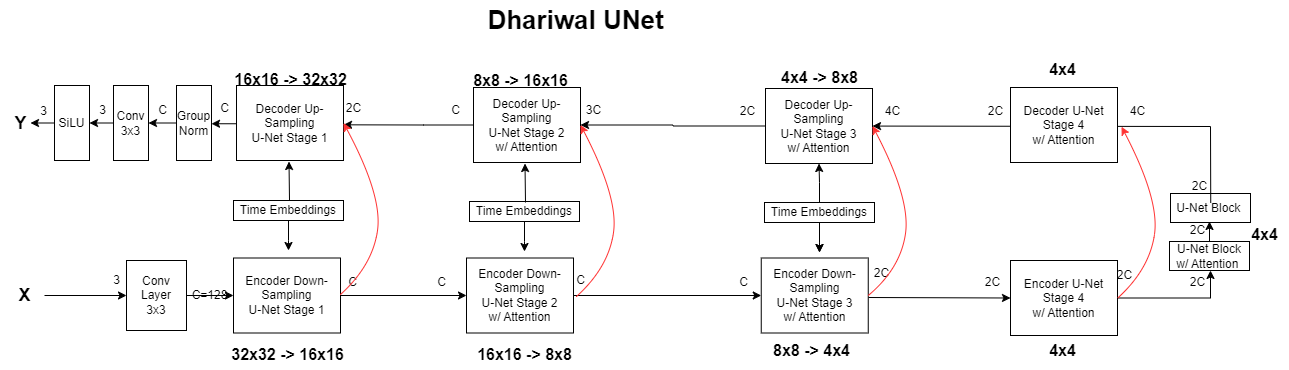 Dhariwal UNet
16x16 -> 32x32
8x8 -> 16x16
4x4 -> 8x8
4x4
Y
3
SiLU
3
Conv
3x3
C
Group
Norm
C
Decoder Up-
Sampling
U-Net Stage 1
2C
C
Decoder Up-
Sampling
U-Net Stage 2
w/ Attention
3C
2C
Decoder Up-
Sampling
U-Net Stage 3
w/ Attention
4C
2C
Decoder U-Net
Stage 4
w/ Attention
4C
Time Embeddings
Time Embeddings
Time Embeddings
2C
U-Net Block
2C
U-Net Block
w/ Attention
4x4
2C
X
3
Conv
Layer
3x3
C=128
Encoder Down-
Sampling
U-Net Stage 1
C
C
Encoder Down-
Sampling
U-Net Stage 2
w/ Attention
C
C
Encoder Down-
Sampling
U-Net Stage 3
w/ Attention
2C
2C
Encoder U-Net
Stage 4
w/ Attention
2C
32x32 -> 16x16
16x16 -> 8x8
8x8 -> 4x4
4x4